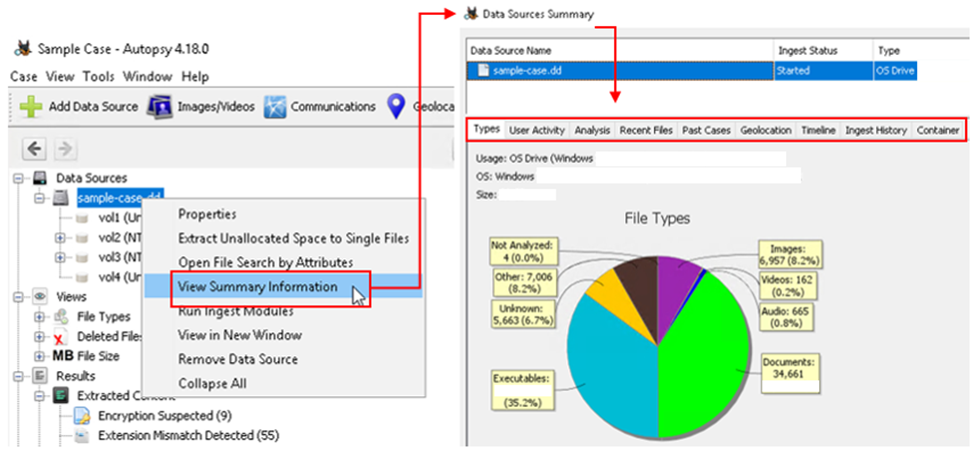 Sample Case - Autopsy 4.18.0
Case View Tools Window Help
Add Data Source Images/Videos Communications Geoloca
Data Sources
sample-case.dd
vol1 (Un
vol2 (NT
vol3 (NT
vol4 (Un
Views
File Types
Deleted Files
MB File Size
Results
Extracted Content
Encryption Suspected (9)
Extension Mismatch Detected (55)
Properties
Extract Unallocated Space to Single Files
Open File Search by Attributes
View Summary Information
Run Ingest Modules
View in New Window
Remove Data Source
Collapse All
Data Sources Summary
Data Source Name Ingest Status Type
sample-case.dd Started OS Drive
Types User Activity Analysis Recent Files Past Cases Geolocation Timeline Ingest History Container
Usage: OS Drive (Windows
OS: Windows
Size:
File Types
Not Analyzed:
4 (0.0%)
Other: 7,006
(8.2%)
Unknown:
5,663 (6.7%)
Executables:
(35.2%)
Images:
6,957 (8.2%)
Videos: 162
(0.2%)
Audio: 665
(0.8%)
Documents:
34,661